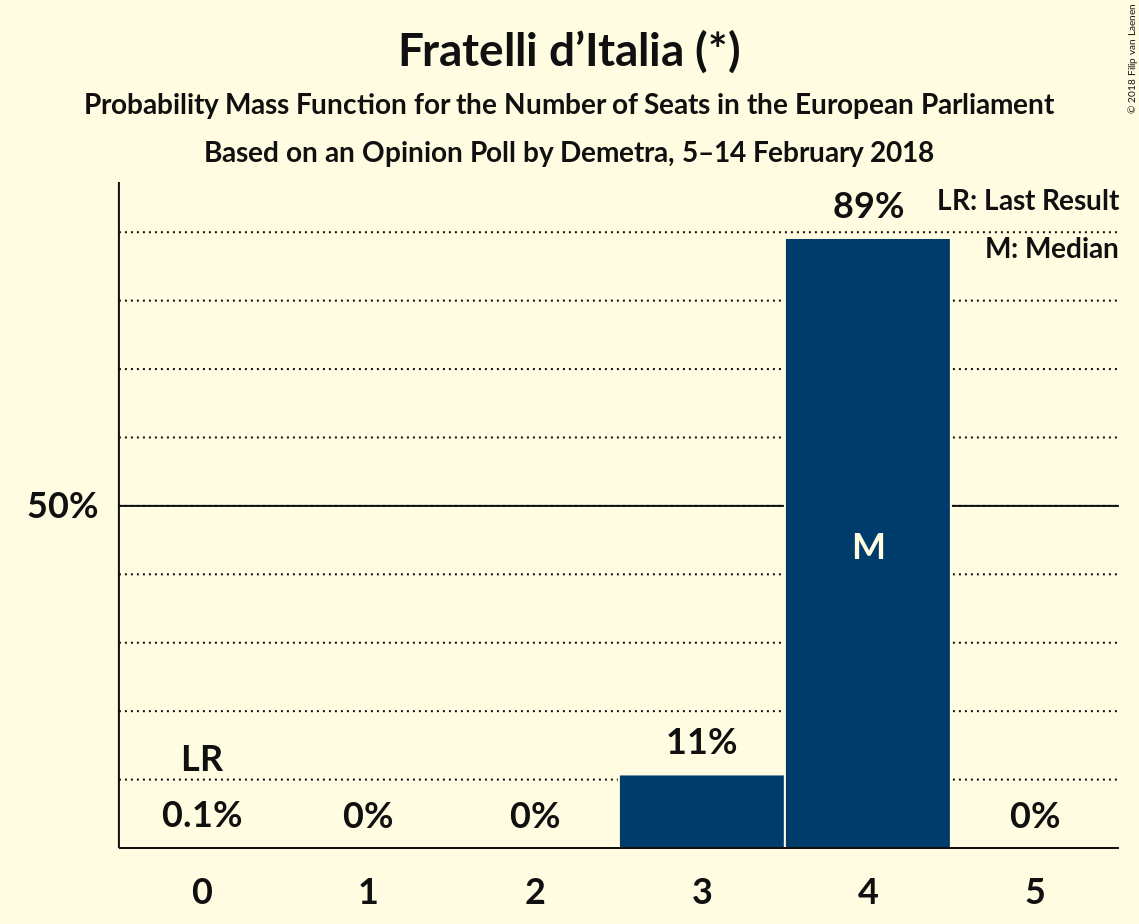 Fratelli d’Italia (*)
Probability Mass Function for the Number of Seats in the European Parliament
Based on an Opinion Poll by Demetra, 5–14 February 2018
© 2018 Filip van Laenen
LR: Last Result
M: Median
89%
50%
M
11%
LR
0.1%
0%
0%
0%
0
1
2
3
4
5